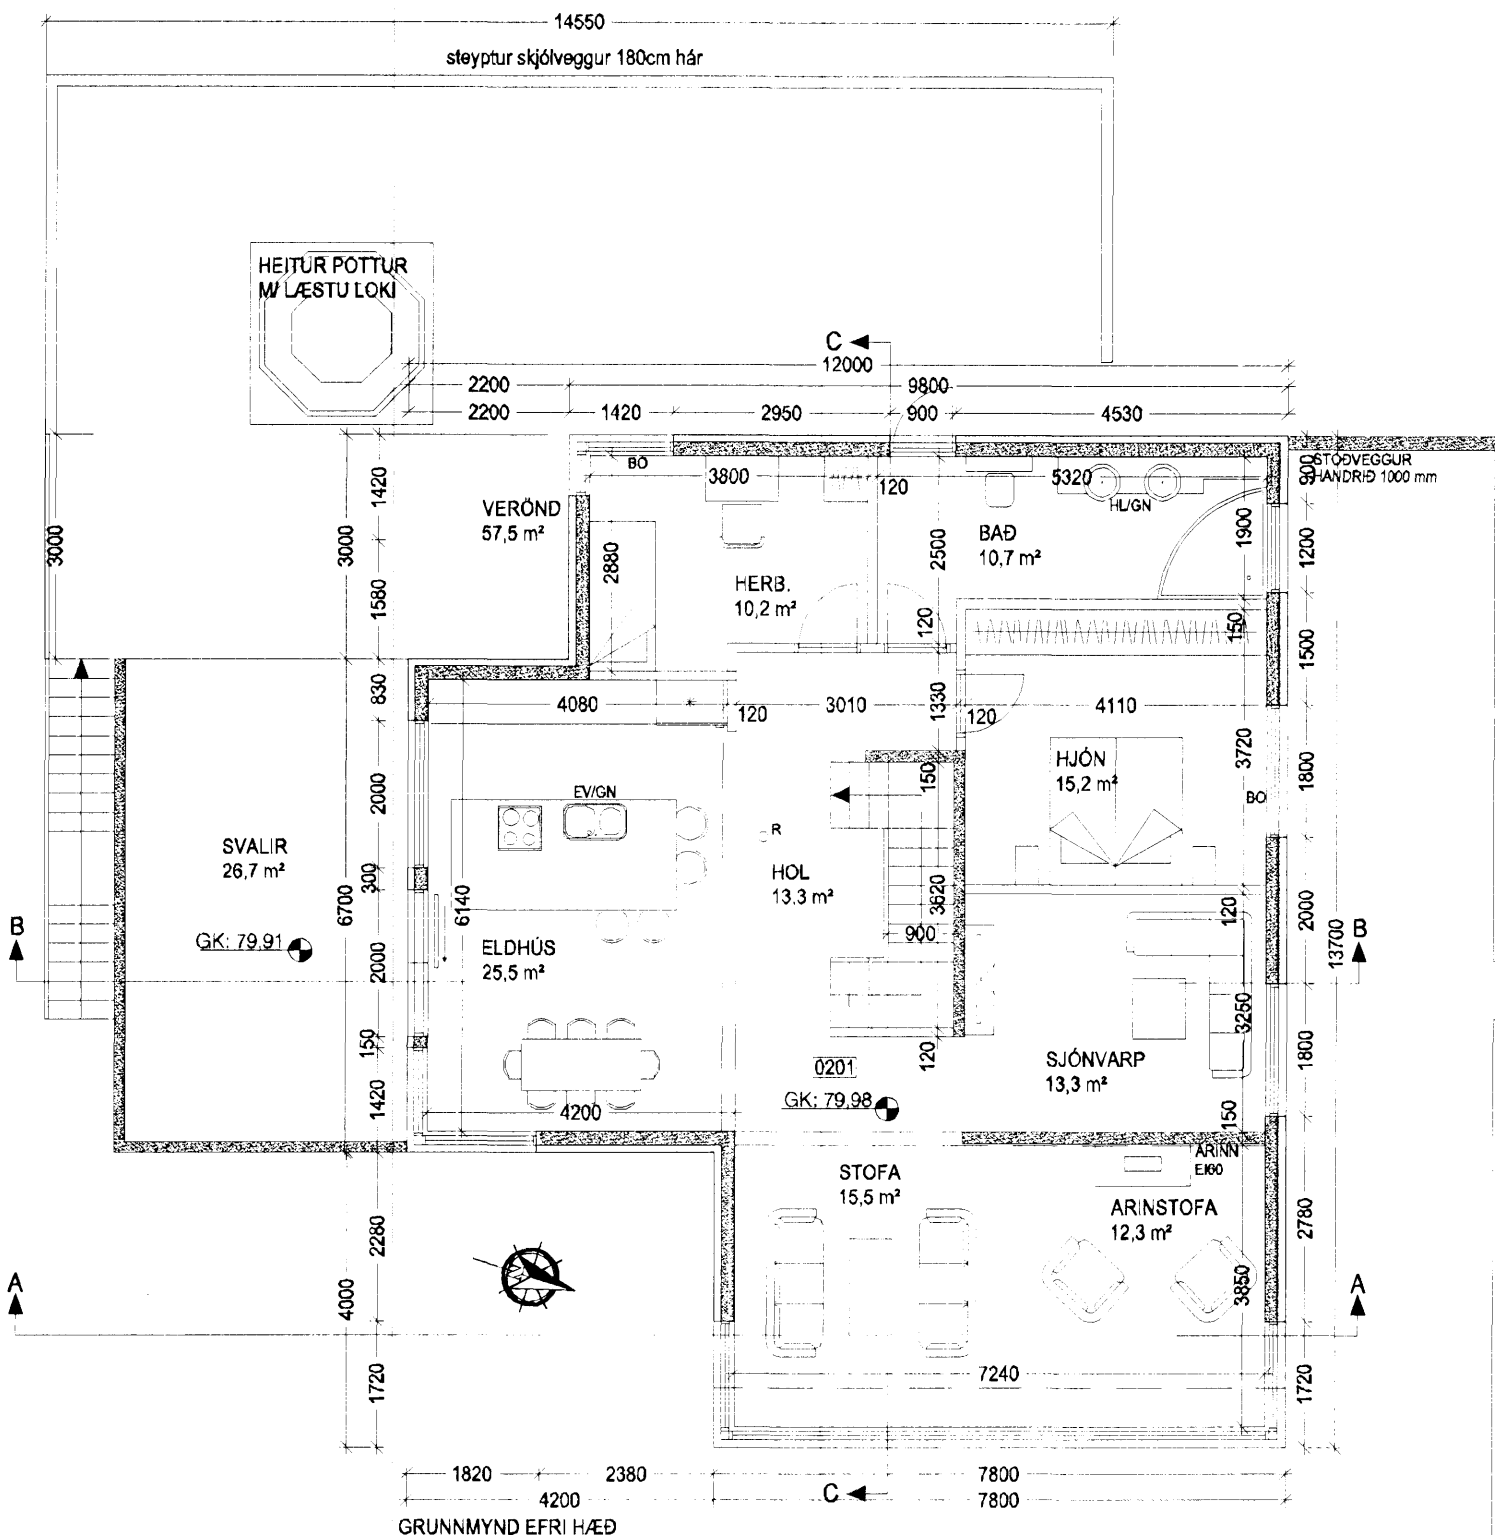 14550
steyptur skjólveggur 180cm hár
HEITUR POTTUR
M/ LÆSTU LOKI
C
12000
2200
9800
2200
1420
2950
900
4530
BO
3800
120
5320
STOÐVEGGUR
HANDRIÐ 1000 mm
900
1420
VERÖND
57,5 m²
HL/GN
3000
3000
2880
2500
BAÐ
10,7 m²
1900
1200
HERB.
10,2 m²
1580
120
150
1500
830
4080
120
3010
1330
120
4110
3720
2000
EV/GN
150
HJÓN
15,2 m²
BO
1800
R
SVALIR
26,7 m²
300
HOL
13,3 m²
6700
6140
3620
120
2000
B
GK: 79.91
ELDHÚS
25,5 m²
900
B
13700
2000
3250
150
120
SJÓNVARP
13,3 m²
1800
0201
GK: 79,98
1420
4200
150
STOFA
15,5 m²
ARINN
EI60
ARINSTOFA
12,3 m²
2280
2780
A
4000
3850
A
1720
7240
1720
1820
2380
7800
4200
C
7800
GRUNNMYND EFRI HÆÐ